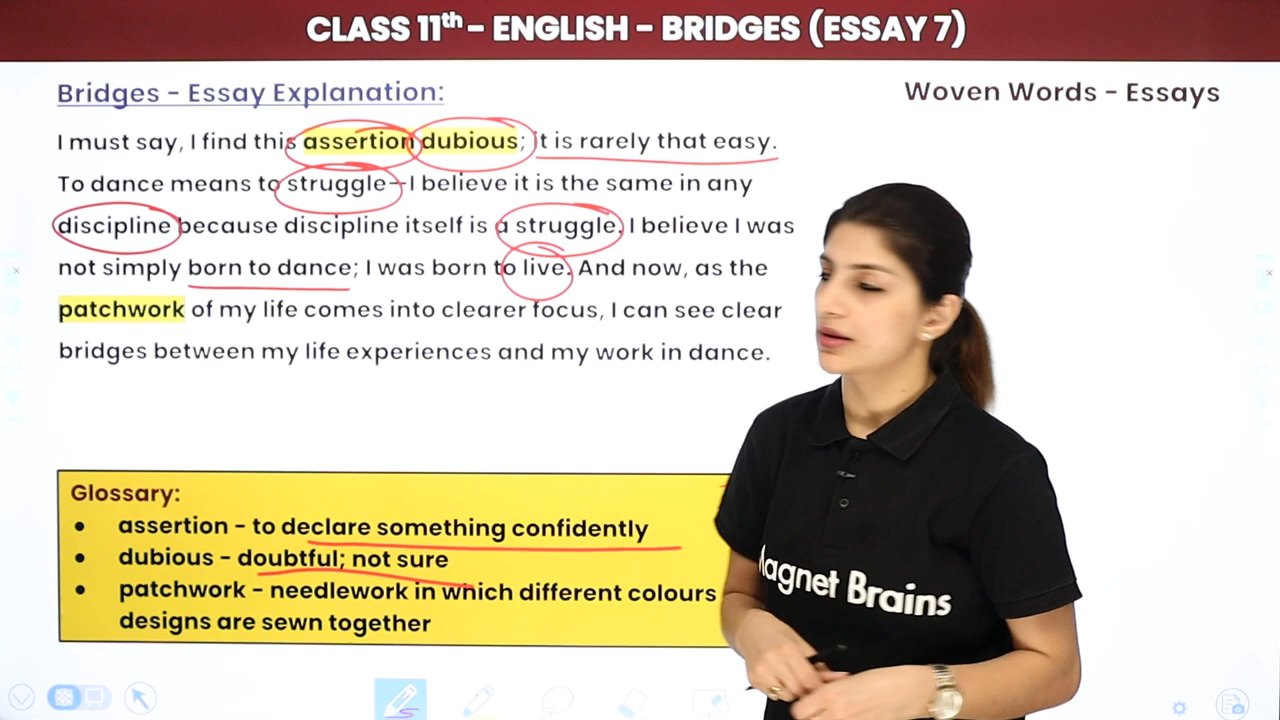 CLASS 11th - ENGLISH - BRIDGES (ESSAY 7)
Bridges - Essay Explanation:
Woven Words - Essays
I must say, I find this assertion dubious; it is rarely that easy.
To dance means to struggle—I believe it is the same in any
discipline because discipline itself is a struggle. I believe I was
not simply born to dance; I was born to live. And now, as the
patchwork of my life comes into clearer focus, I can see clear
bridges between my life experiences and my work in dance.
Glossary:
• assertion - to declare something confidently
• dubious - doubtful; not sure
• patchwork - needlework in which different colours
designs are sewn together
Magnet Brains